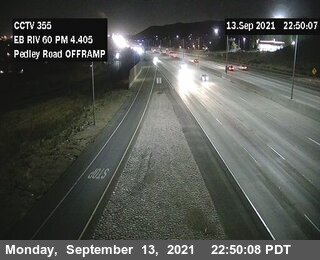 CCTV 355
EB RIV 60 PM 4.405
Pedley Road OFFRAMP
13.Sep 2021 22:50:07
STOP
Monday, September 13, 2021 22:50:08 PDT